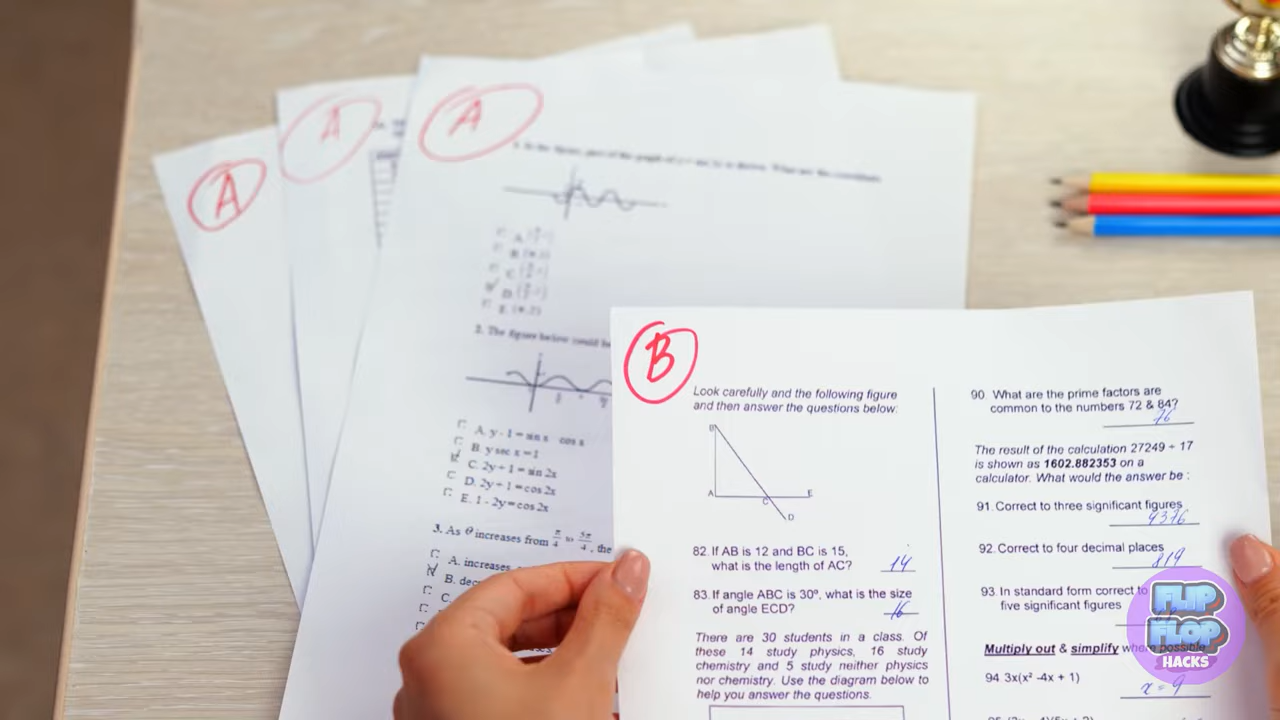 A
A
A
2. The figure below could be
A. y - 1 = sin x cos x
B. y sec x = 1
C. 2y + 1 = sin 2x
D. 2y + 1 = cos 2x
E. 1 - 2y = cos 2x
3. As θ increases from π/4 to 5π/4, the
A. increases
B. decr
C.
B
Look carefully and the following figure
and then answer the questions below:
B
A
C
E
D
82. If AB is 12 and BC is 15,
what is the length of AC? 14
83. If angle ABC is 30º, what is the size
of angle ECD? 16
There are 30 students in a class. Of
these 14 study physics, 16 study
chemistry and 5 study neither physics
nor chemistry. Use the diagram below to
help you answer the questions.
90. What are the prime factors are
common to the numbers 72 & 84?
76
The result of the calculation 27249 ÷ 17
is shown as 1602.882353 on a
calculator. What would the answer be :
91. Correct to three significant figures
4376
92. Correct to four decimal places
819
93. In standard form correct to
five significant figures
Multiply out & simplify where possible
94 3x(x² -4x + 1)
x = 9
FLIP
FLOP
HACKS